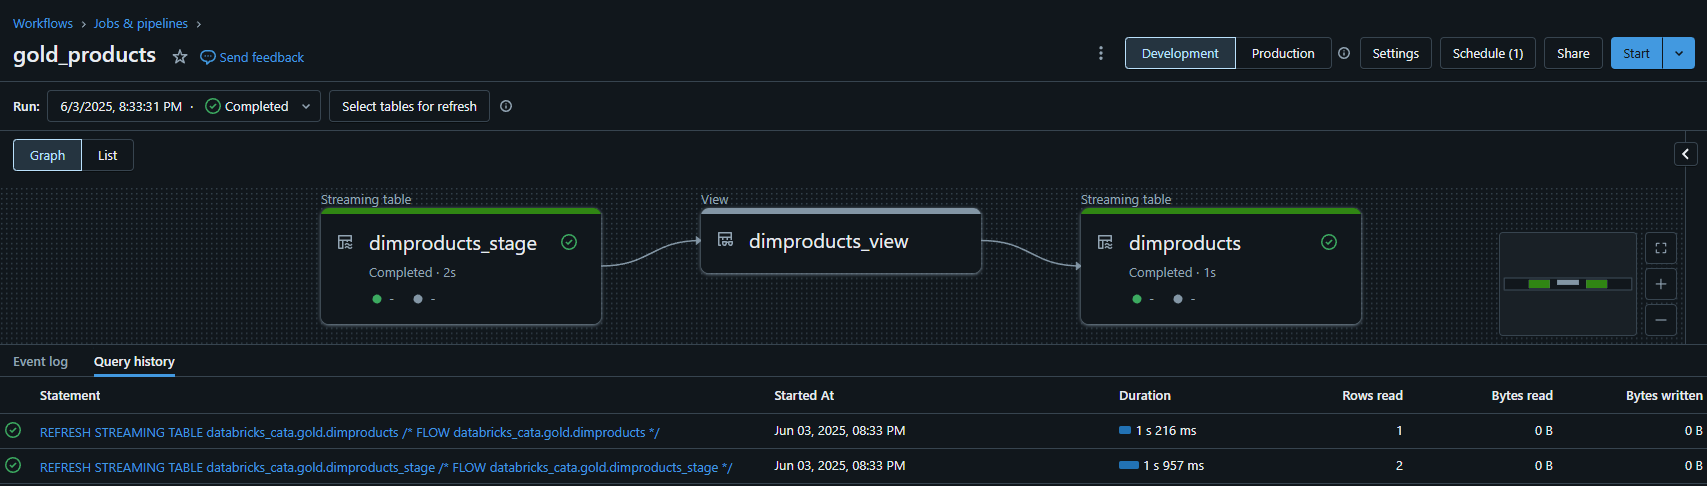 Workflows › Jobs & pipelines ›
gold_products Send feedback Development Production Settings Schedule (1) Share Start
Run: 6/3/2025, 8:33:31 PM · Completed Select tables for refresh
Graph List
Streaming table View Streaming table
dimproducts_stage dimproducts_view dimproducts
Completed · 2s Completed · 1s
- - - -
Event log Query history
Statement Started At Duration Rows read Bytes read Bytes written
REFRESH STREAMING TABLE databricks_cata.gold.dimproducts /* FLOW databricks_cata.gold.dimproducts */ Jun 03, 2025, 08:33 PM 1 s 216 ms 1 0 B 0 B
REFRESH STREAMING TABLE databricks_cata.gold.dimproducts_stage /* FLOW databricks_cata.gold.dimproducts_stage */ Jun 03, 2025, 08:33 PM 1 s 957 ms 2 0 B 0 B